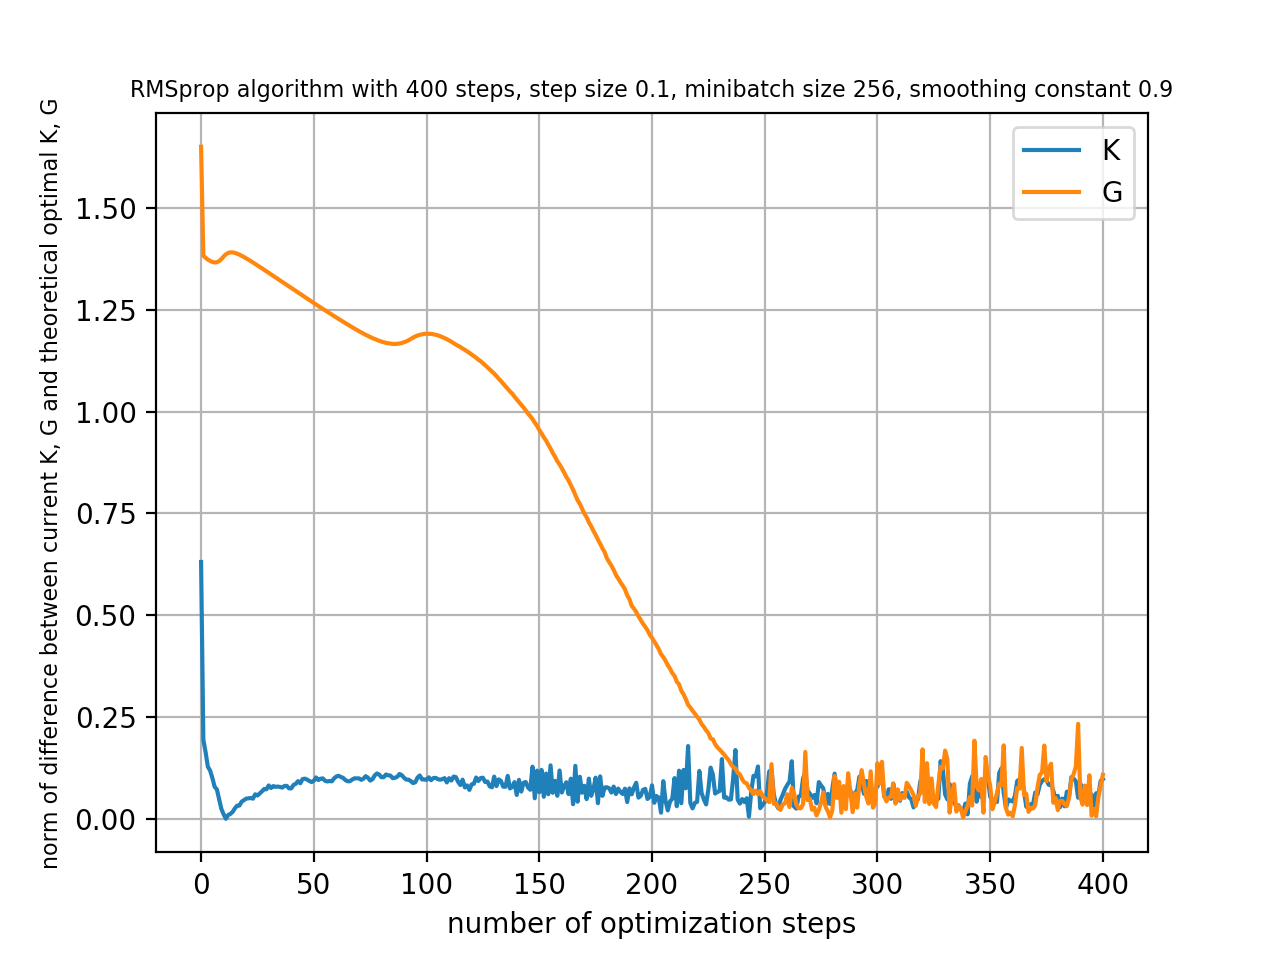 RMSprop algorithm with 400 steps, step size 0.1, minibatch size 256, smoothing constant 0.9
norm of difference between current K, G and theoretical optimal K, G
K
G
1.50
1.25
1.00
0.75
0.50
0.25
0.00
0 50 100 150 200 250 300 350 400
number of optimization steps